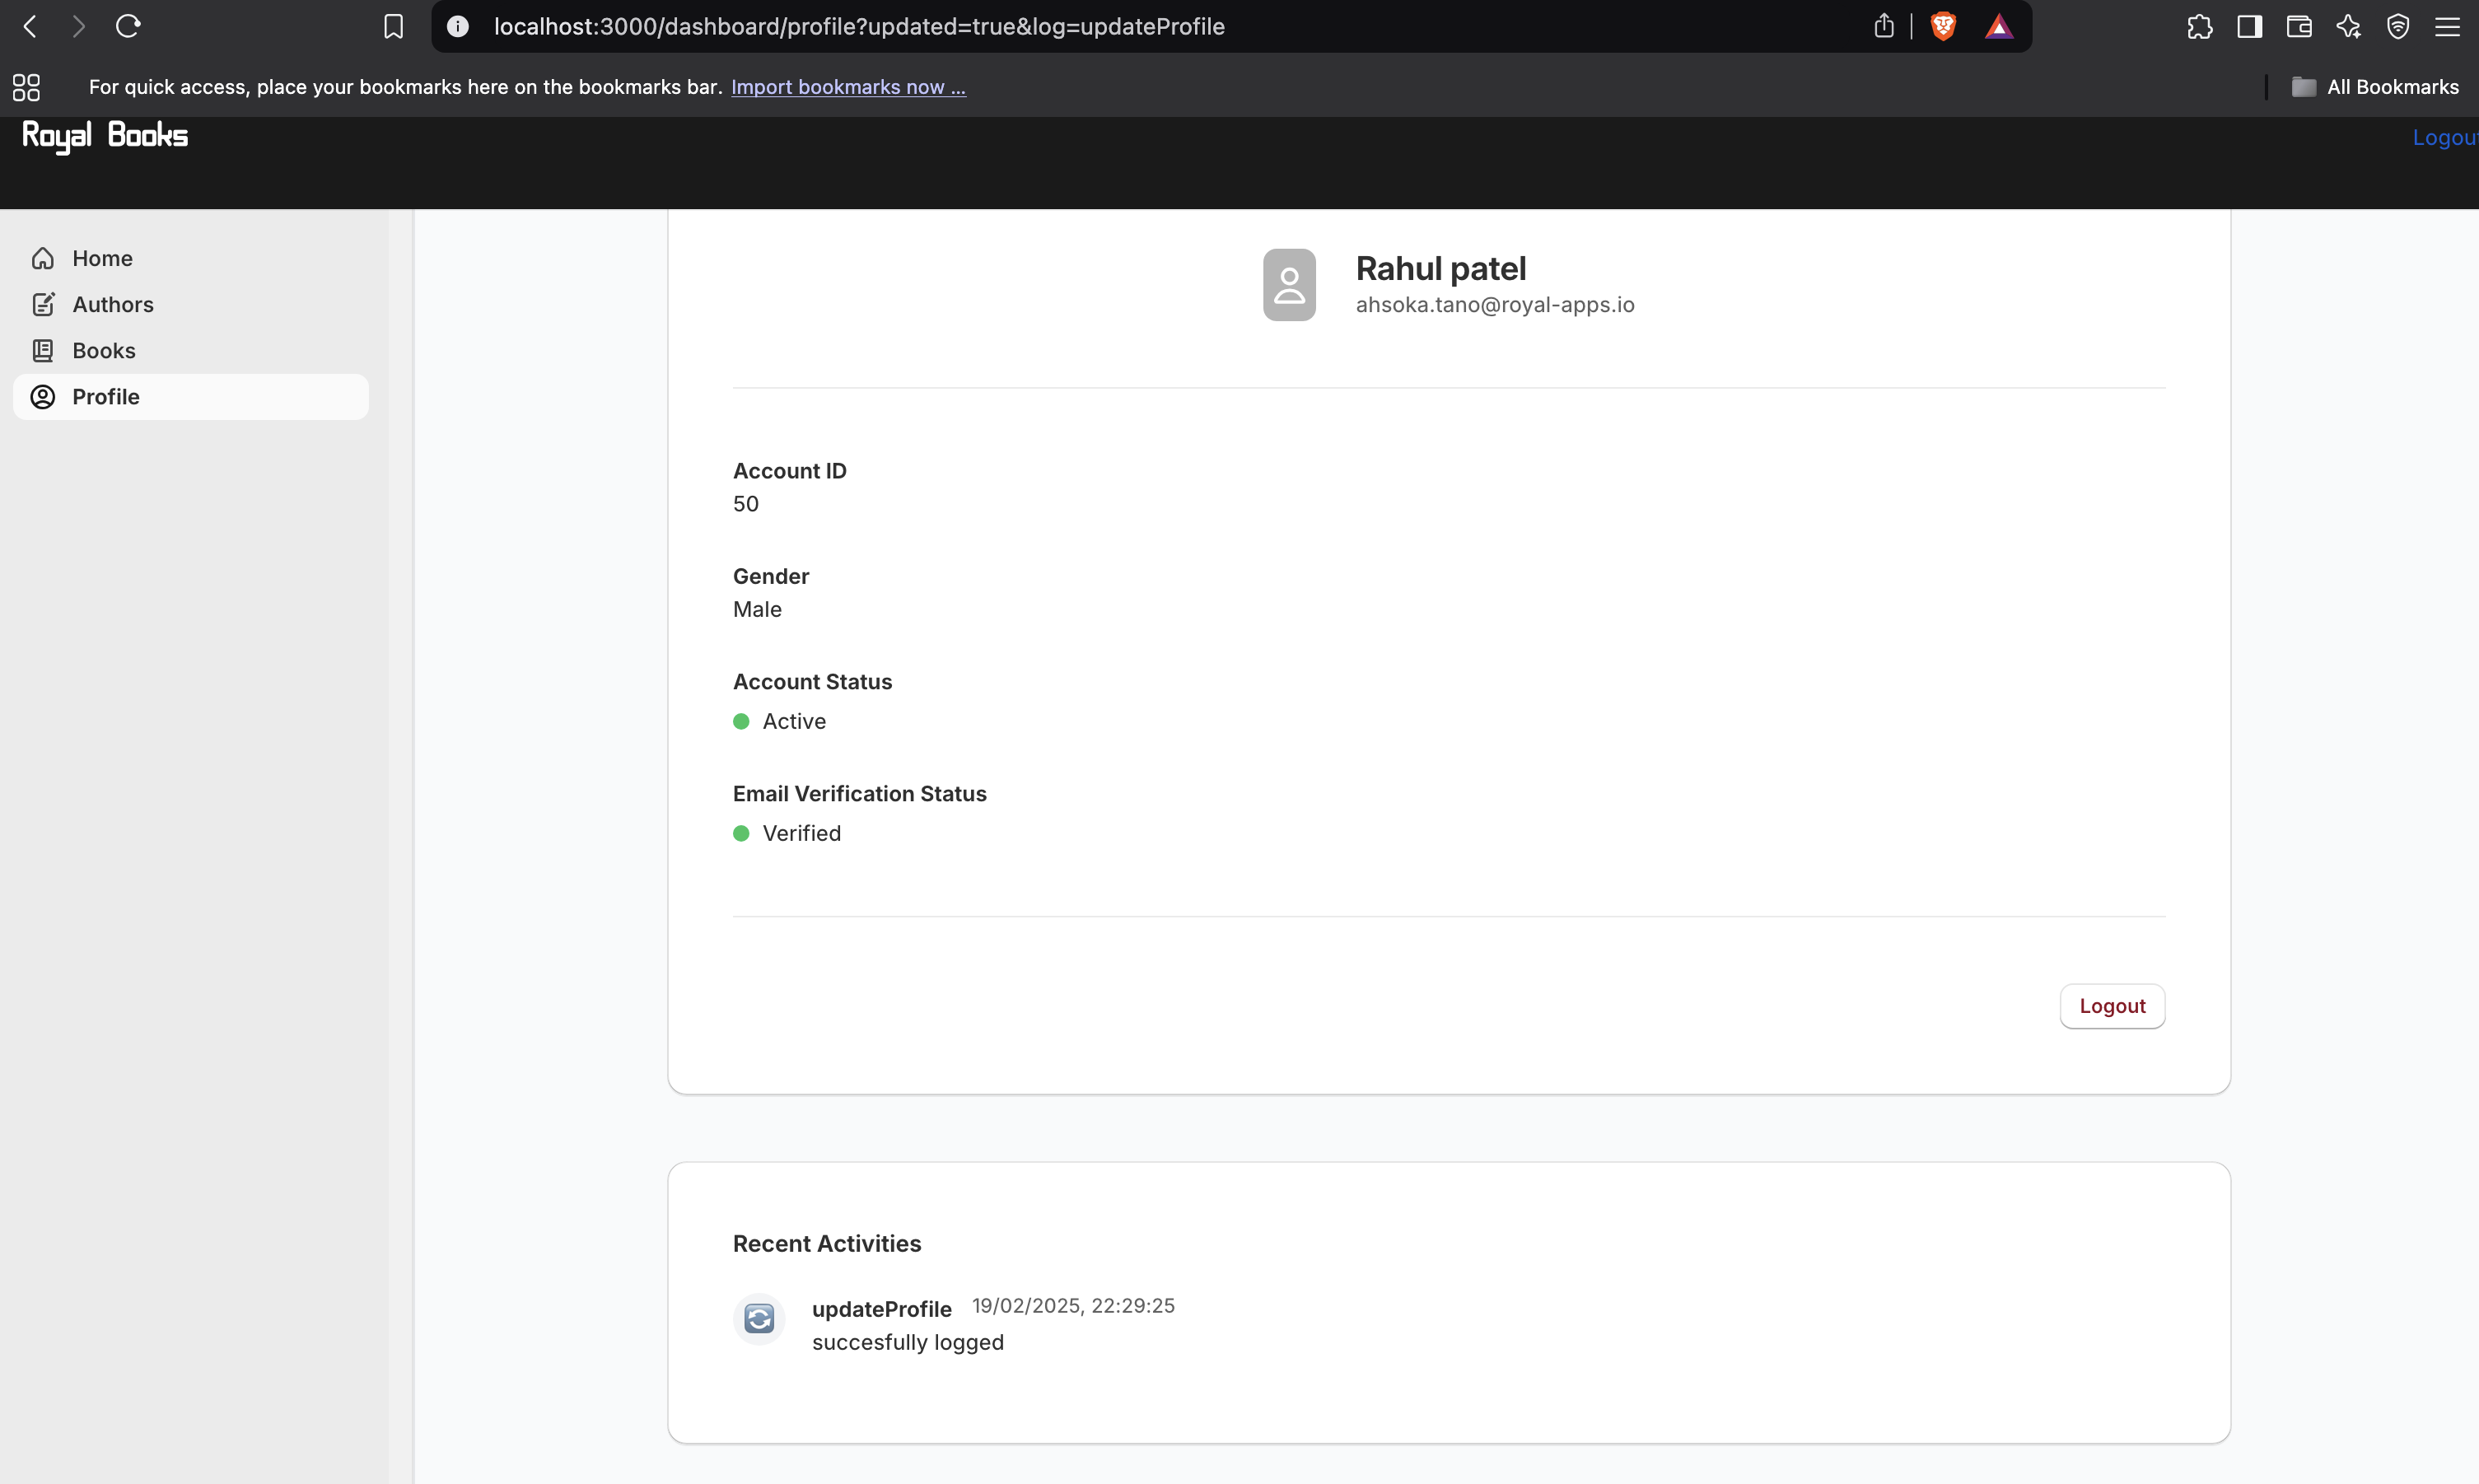 localhost:3000/dashboard/profile?updated=true&log=updateProfile
For quick access, place your bookmarks here on the bookmarks bar. Import bookmarks now ...
All Bookmarks
Royal Books
Logout
Home
Authors
Books
Profile
Rahul patel
ahsoka.tano@royal-apps.io
Account ID
50
Gender
Male
Account Status
Active
Email Verification Status
Verified
Logout
Recent Activities
updateProfile 19/02/2025, 22:29:25
succesfully logged